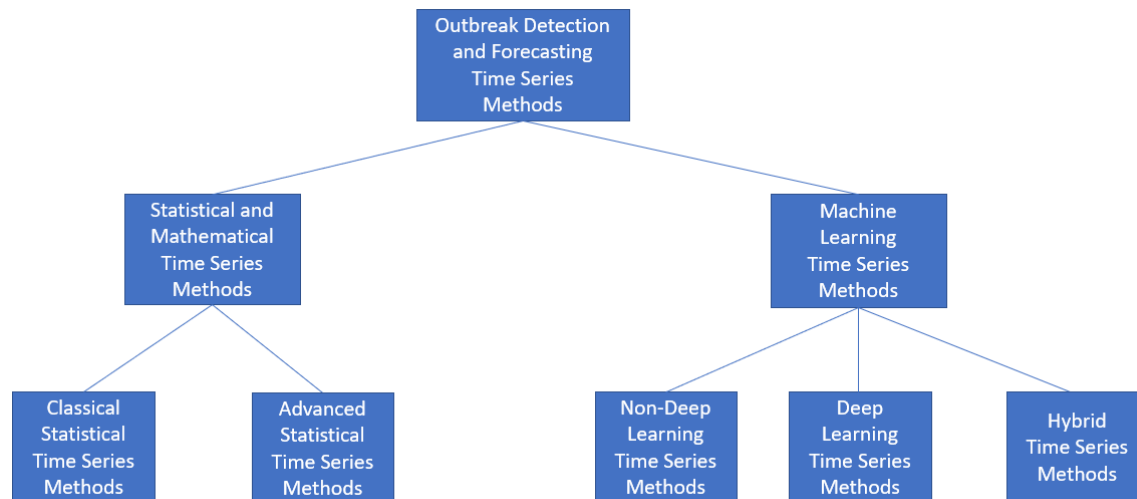 Outbreak Detection
and Forecasting
Time Series
Methods
Statistical and
Mathematical
Time Series
Methods
Machine
Learning
Time Series
Methods
Classical
Statistical
Time Series
Methods
Advanced
Statistical
Time Series
Methods
Non-Deep
Learning
Time Series
Methods
Deep
Learning
Time Series
Methods
Hybrid
Time Series
Methods